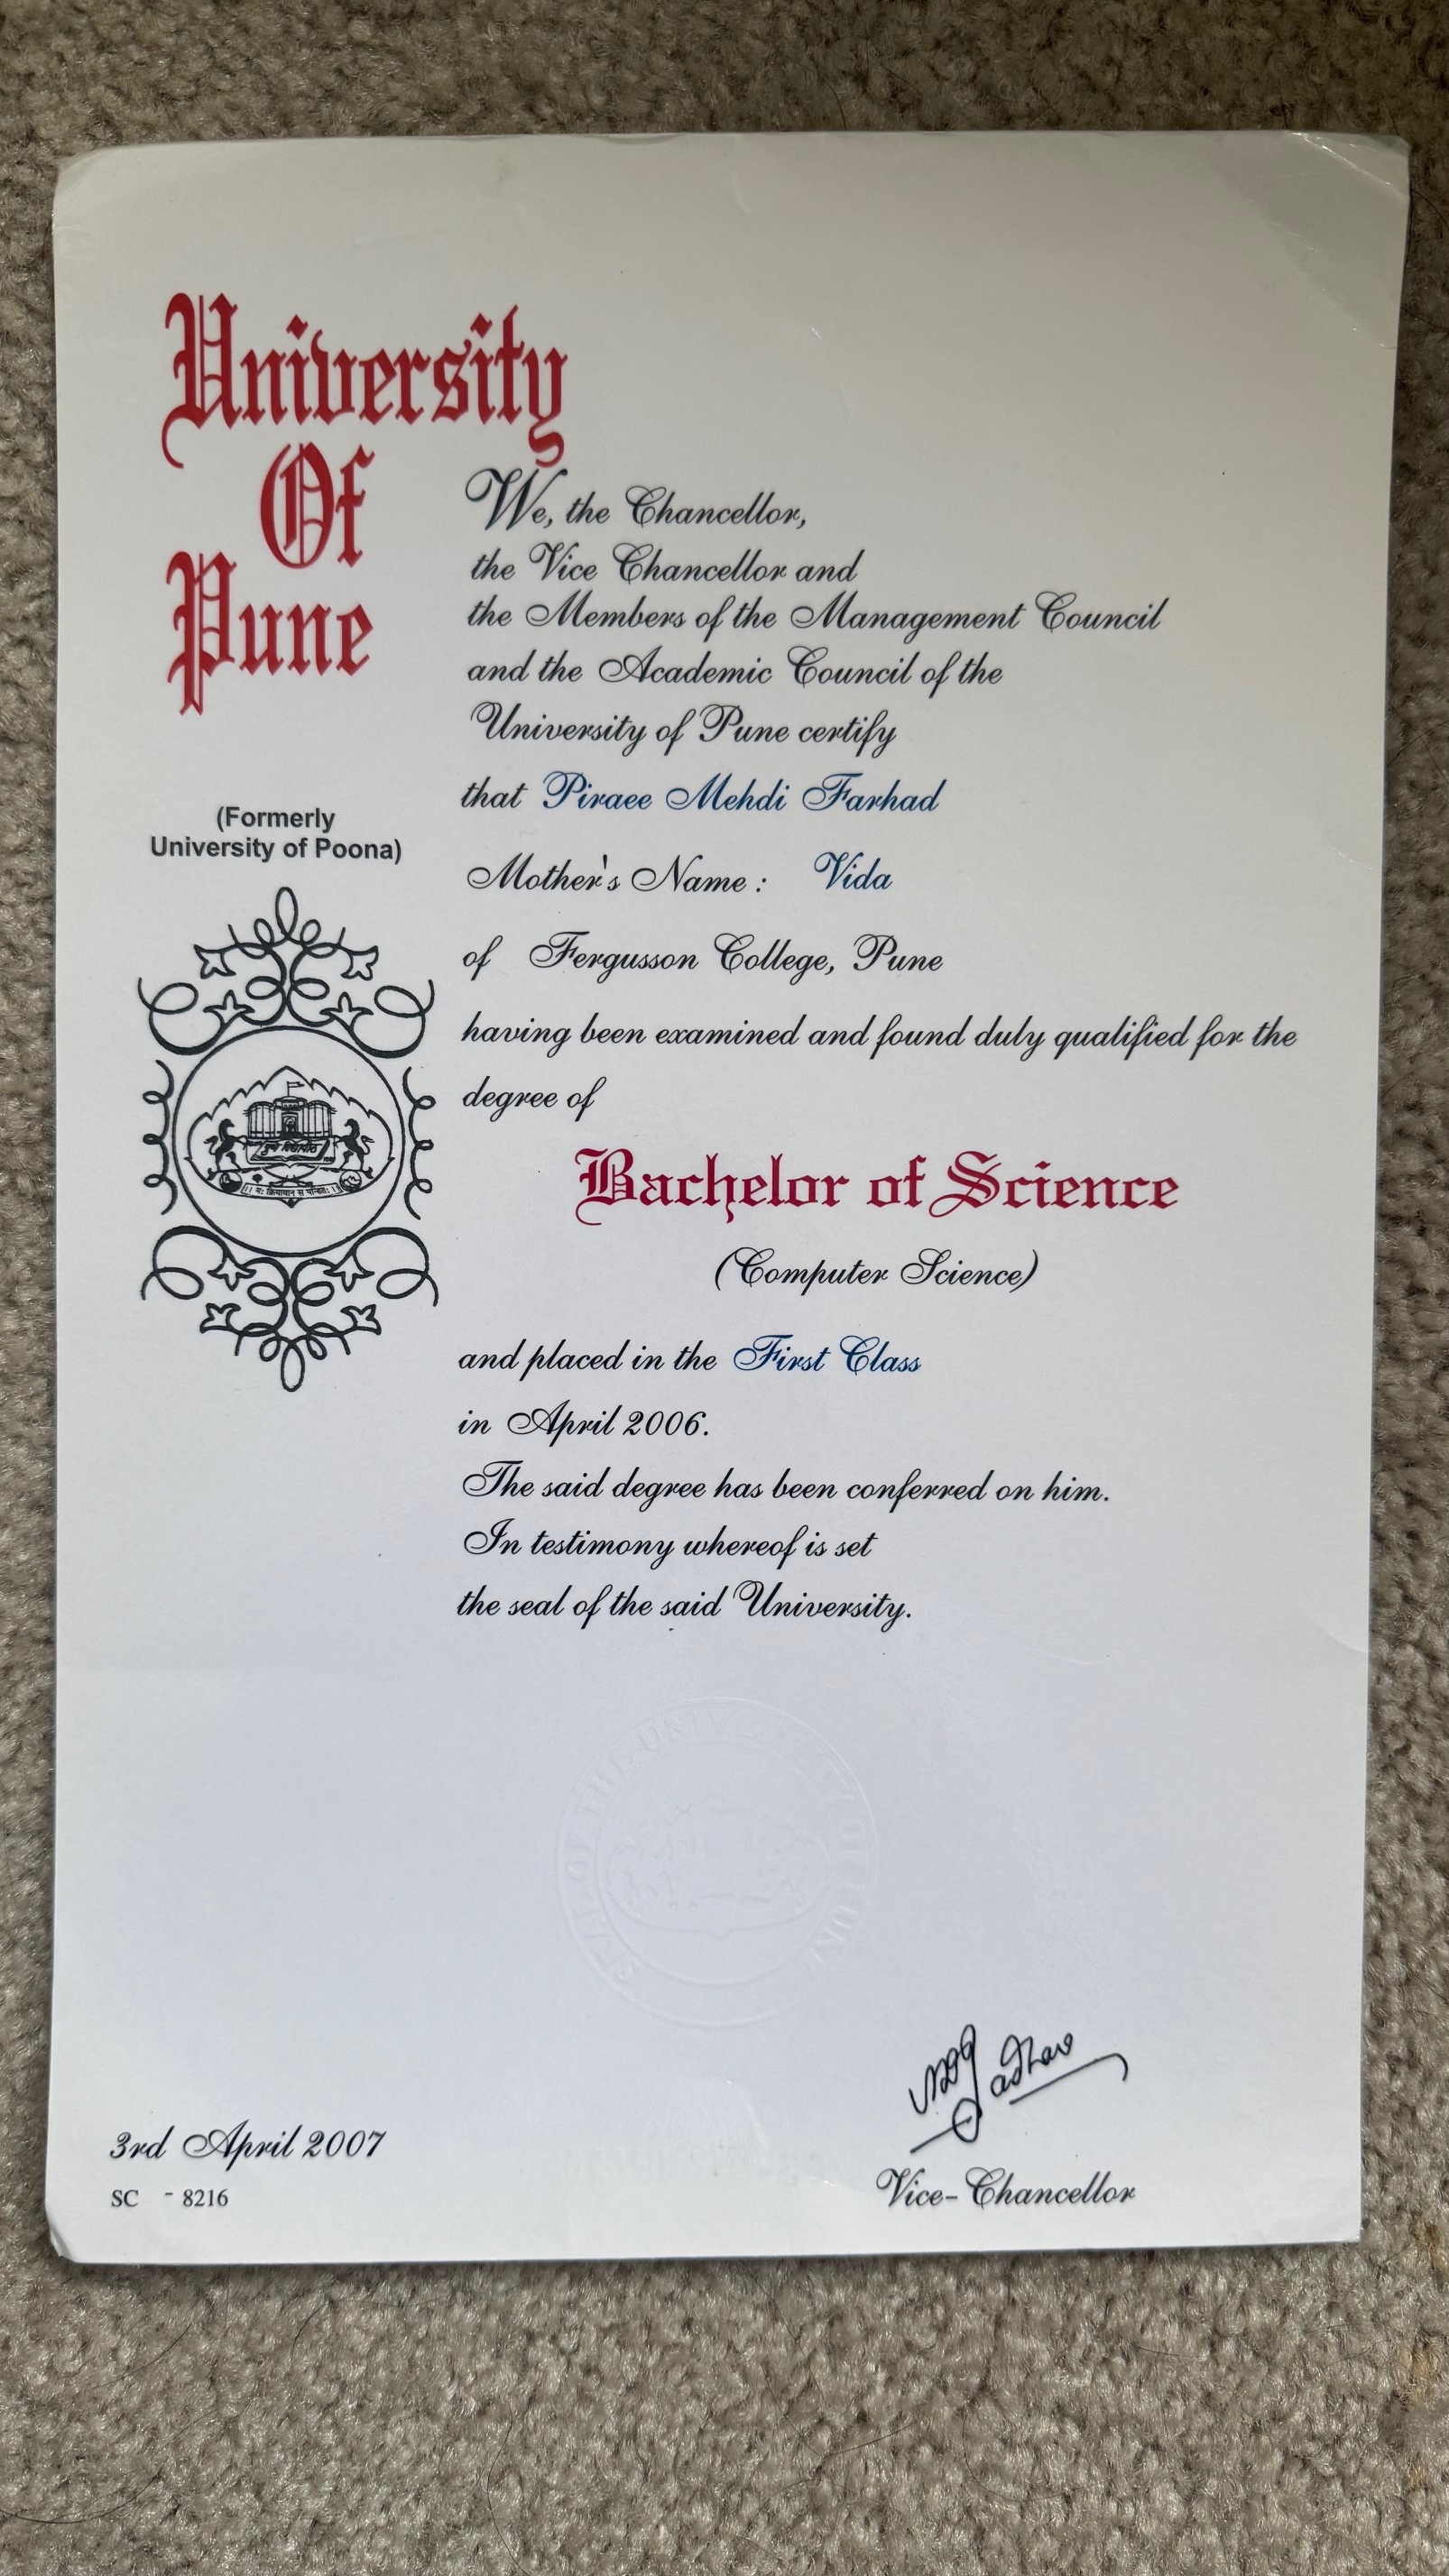 University
Of
Pune
(Formerly
University of Poona)
We, the Chancellor,
the Vice Chancellor and
the Members of the Management Council
and the Academic Council of the
University of Pune certify
that Piraee Mehdi Farhad
Mother's Name : Vida
of Fergusson College, Pune
having been examined and found duly qualified for the
degree of
Bachelor of Science
(Computer Science)
and placed in the First Class
in April 2006.
The said degree has been conferred on him.
In testimony whereof is set
the seal of the said University.
3rd April 2007
SC - 8216
Vice-Chancellor